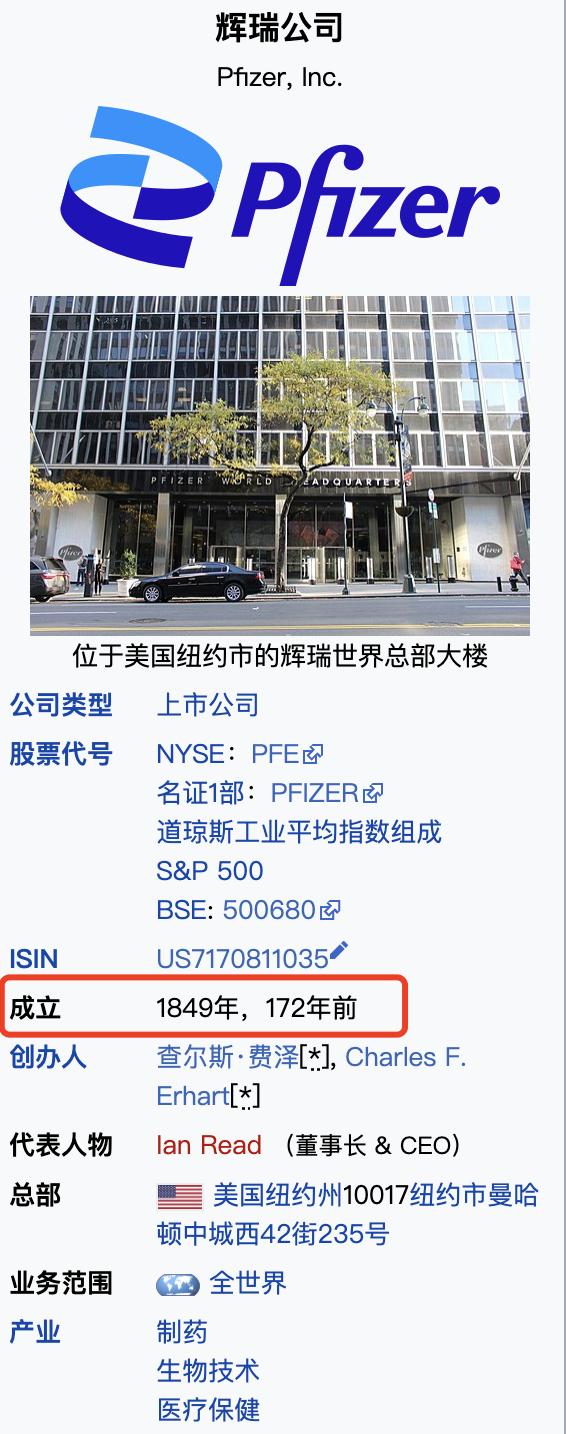 辉瑞公司
Pfizer, Inc.
Pfizer
PFIZER WORLD HEADQUARTERS
Pfizer
Pfizer
位于美国纽约市的辉瑞世界总部大楼
公司类型 上市公司
股票代号 NYSE：PFE
名证1部：PFIZER
道琼斯工业平均指数组成
S&P 500
BSE: 500680
ISIN US7170811035
成立 1849年，172年前
创办人 查尔斯·费泽[*], Charles F.
Erhart[*]
代表人物 Ian Read （董事长 & CEO）
总部 美国纽约州10017纽约市曼哈
顿中城西42街235号
业务范围 全世界
产业 制药
生物技术
医疗保健